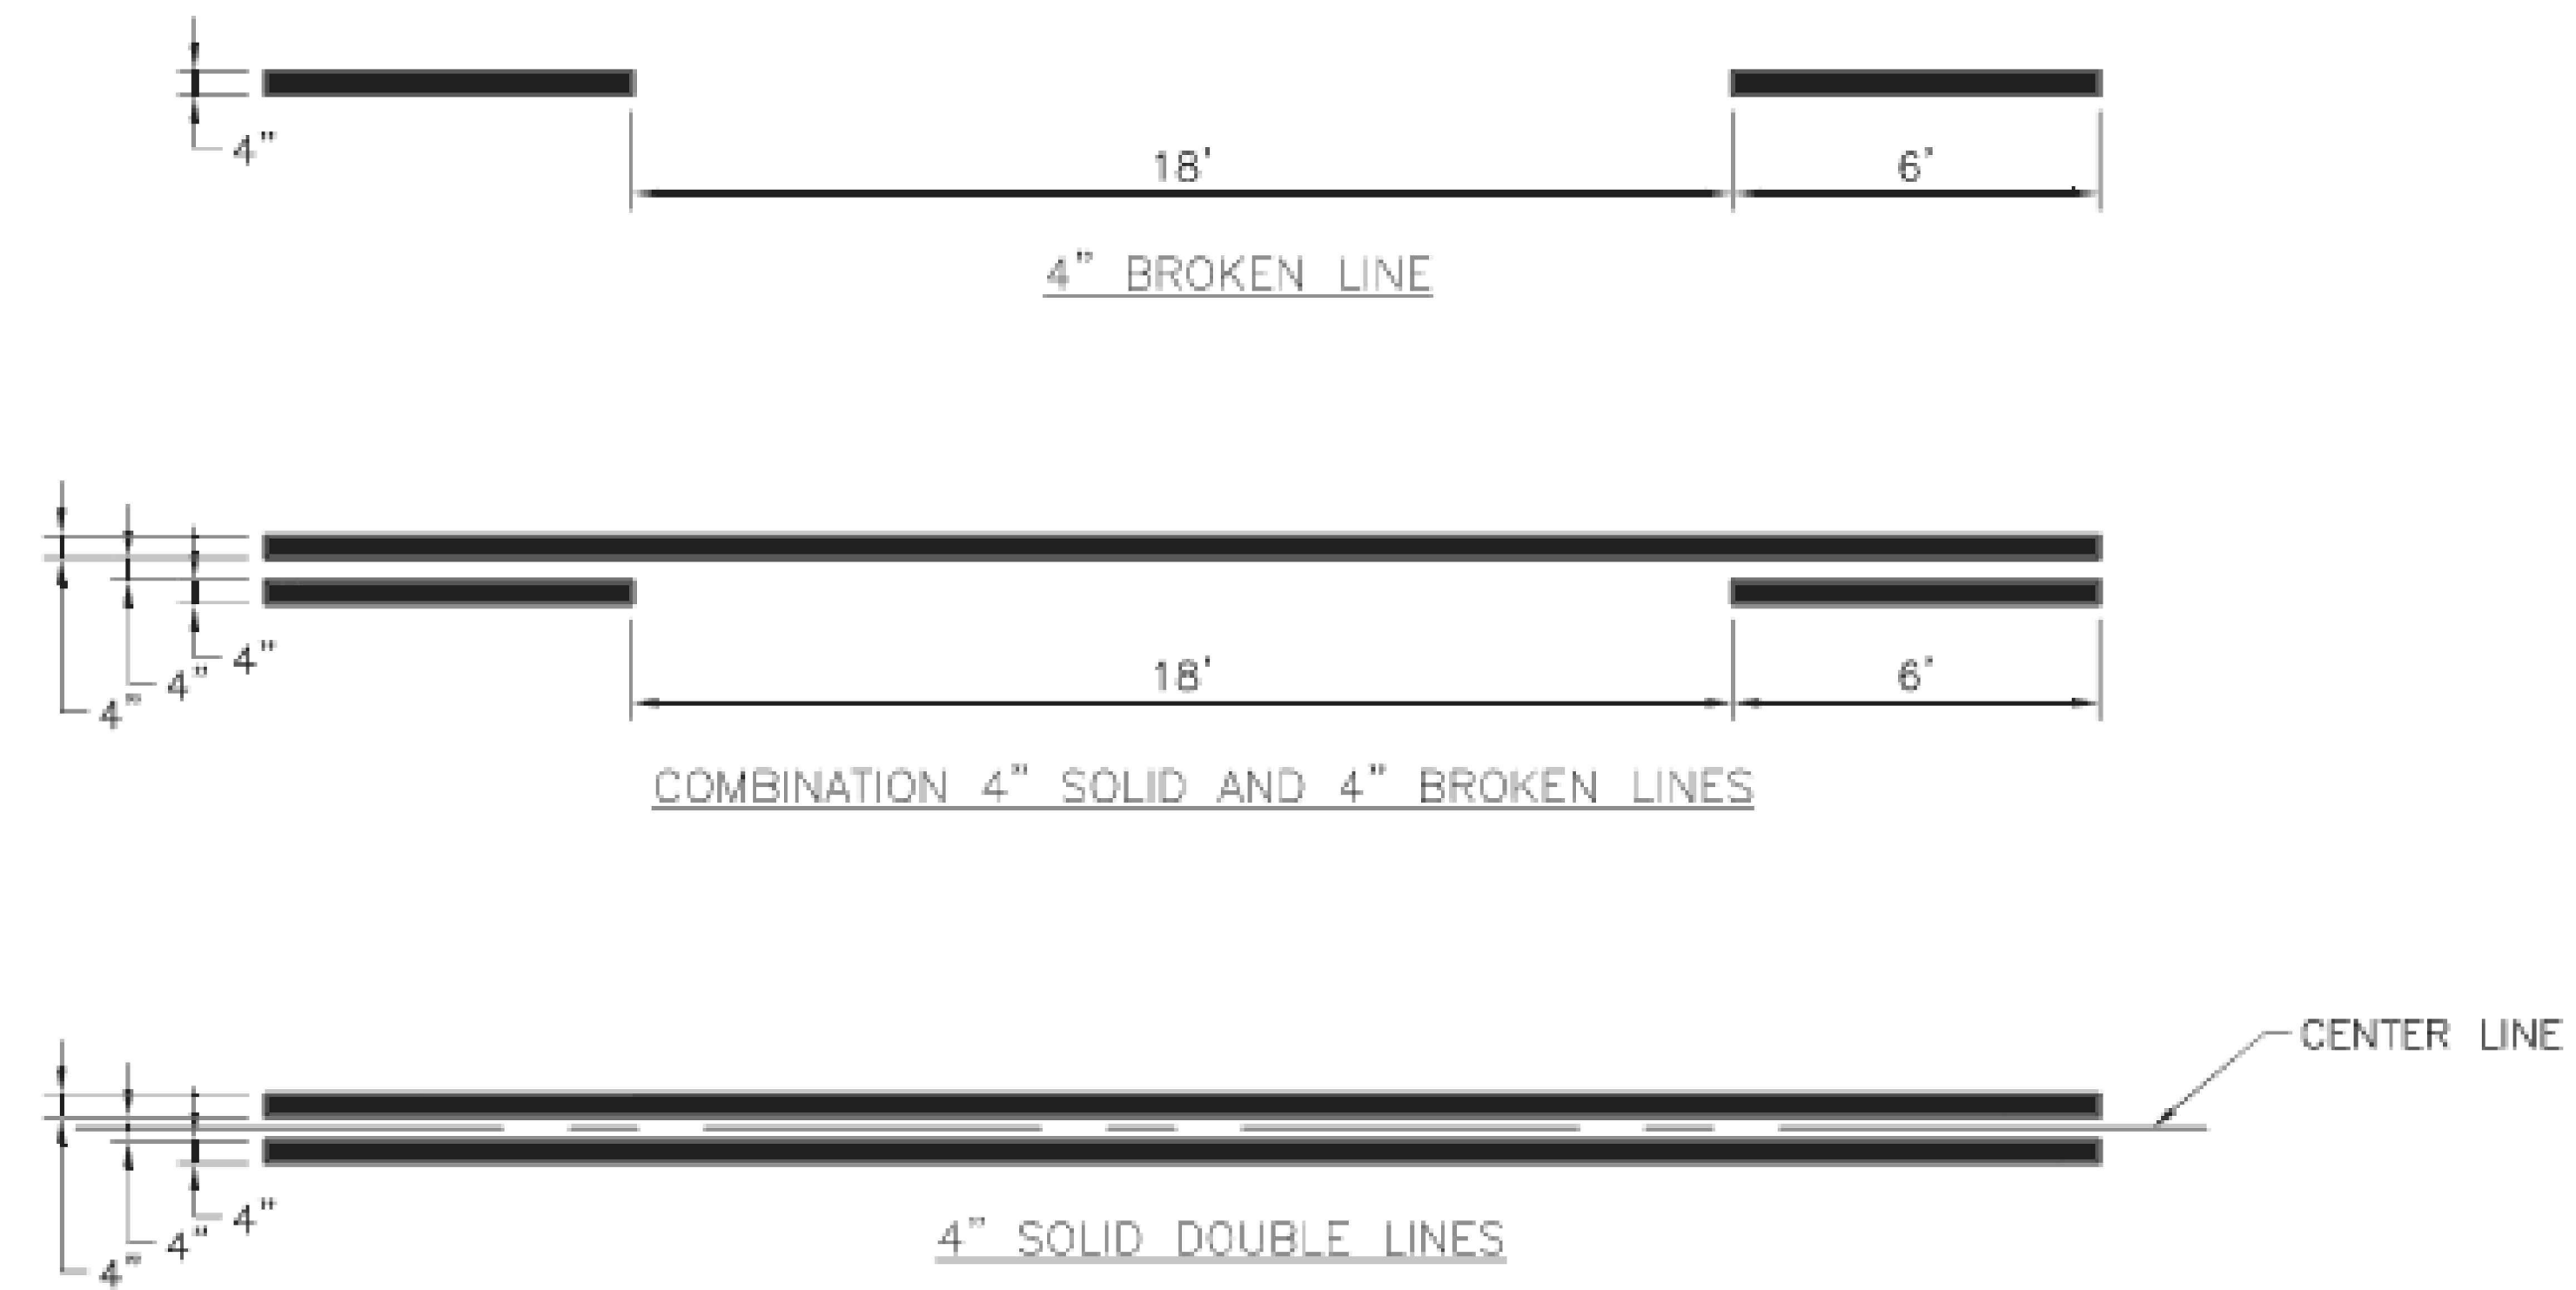 4"
18'
6'
4" BROKEN LINE
4"
4"
4"
18'
6'
COMBINATION 4" SOLID AND 4" BROKEN LINES
CENTER LINE
4"
4"
4"
4" SOLID DOUBLE LINES